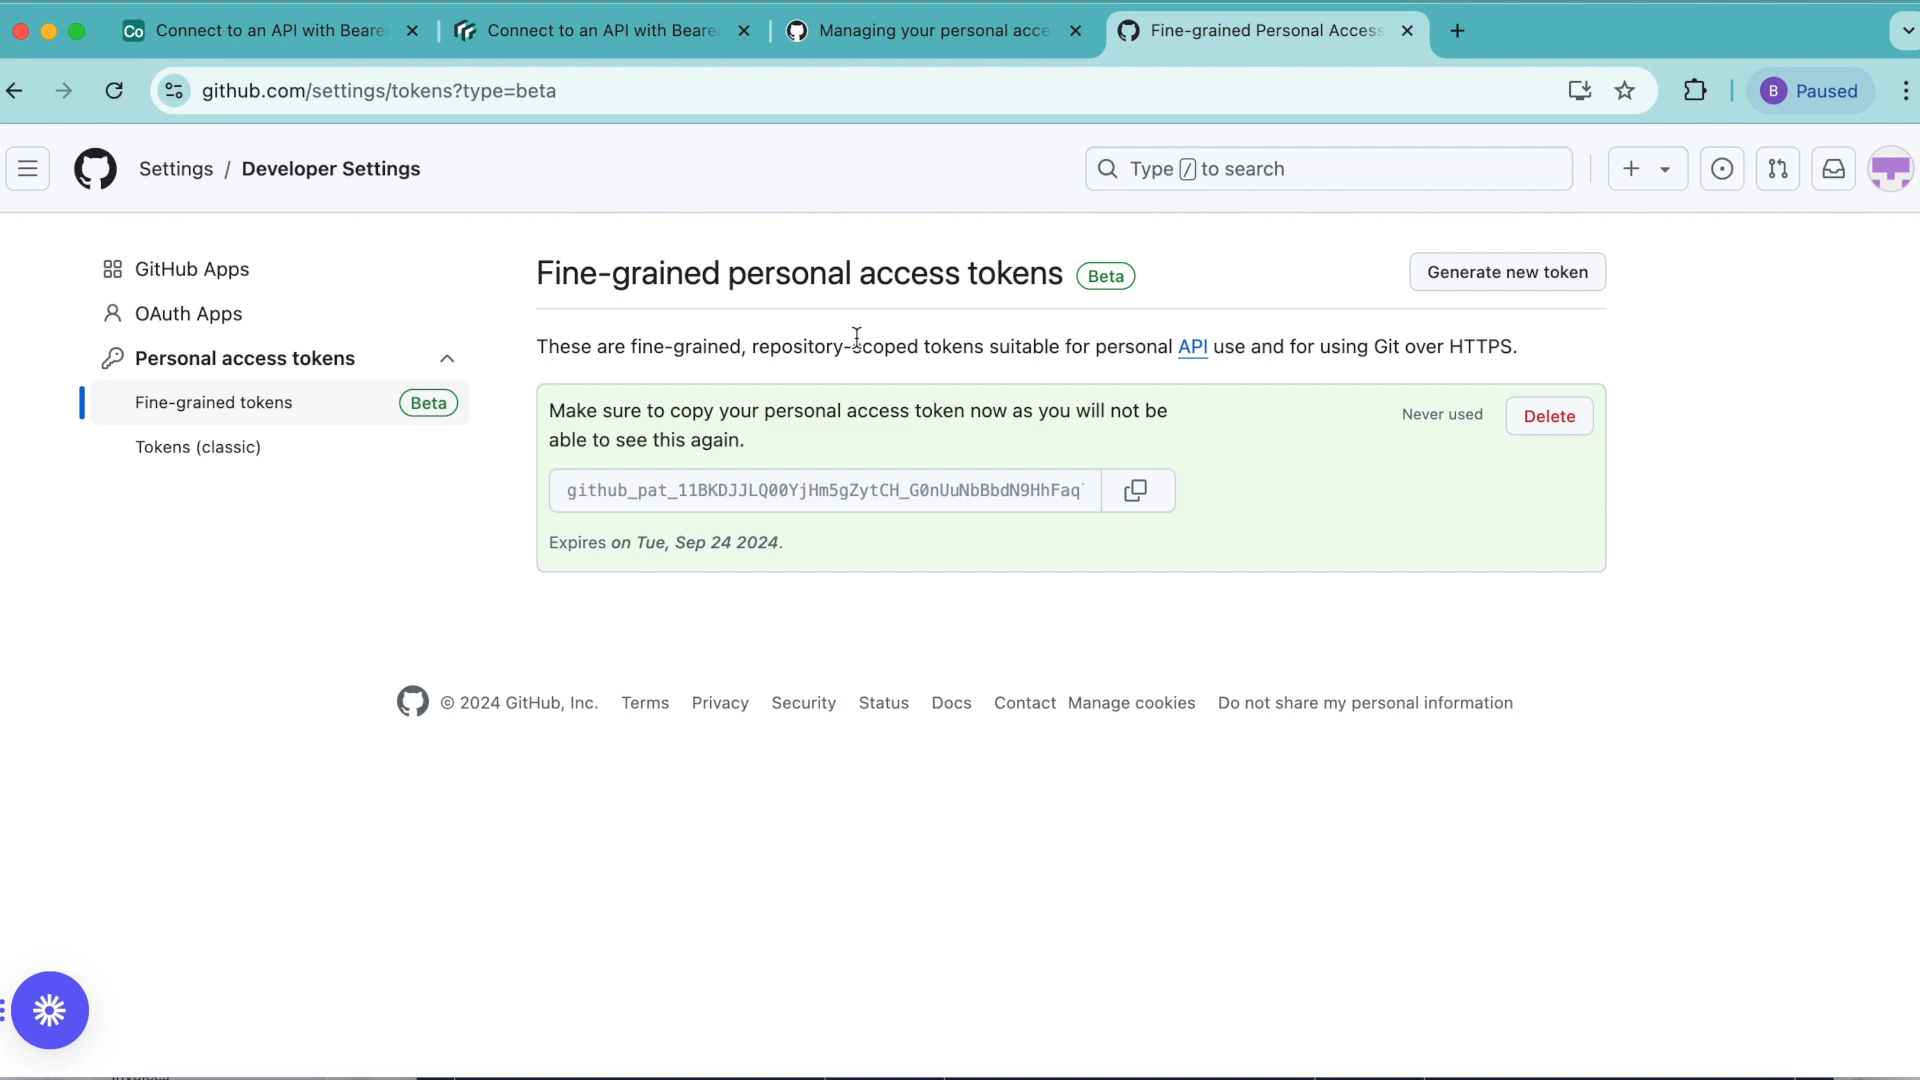 Connect to an API with Beare
Connect to an API with Beare
Managing your personal acce
Fine-grained Personal Access
github.com/settings/tokens?type=beta
B Paused
Settings / Developer Settings
Type / to search
GitHub Apps
OAuth Apps
Personal access tokens
Fine-grained tokens Beta
Tokens (classic)
Fine-grained personal access tokens Beta
Generate new token
These are fine-grained, repository-scoped tokens suitable for personal API use and for using Git over HTTPS.
Make sure to copy your personal access token now as you will not be
able to see this again.
Never used
Delete
github_pat_11BKDJJLQ00YjHm5gZytCH_G0nUuNbBbdN9HhFaq
Expires on Tue, Sep 24 2024.
© 2024 GitHub, Inc. Terms Privacy Security Status Docs Contact Manage cookies Do not share my personal information